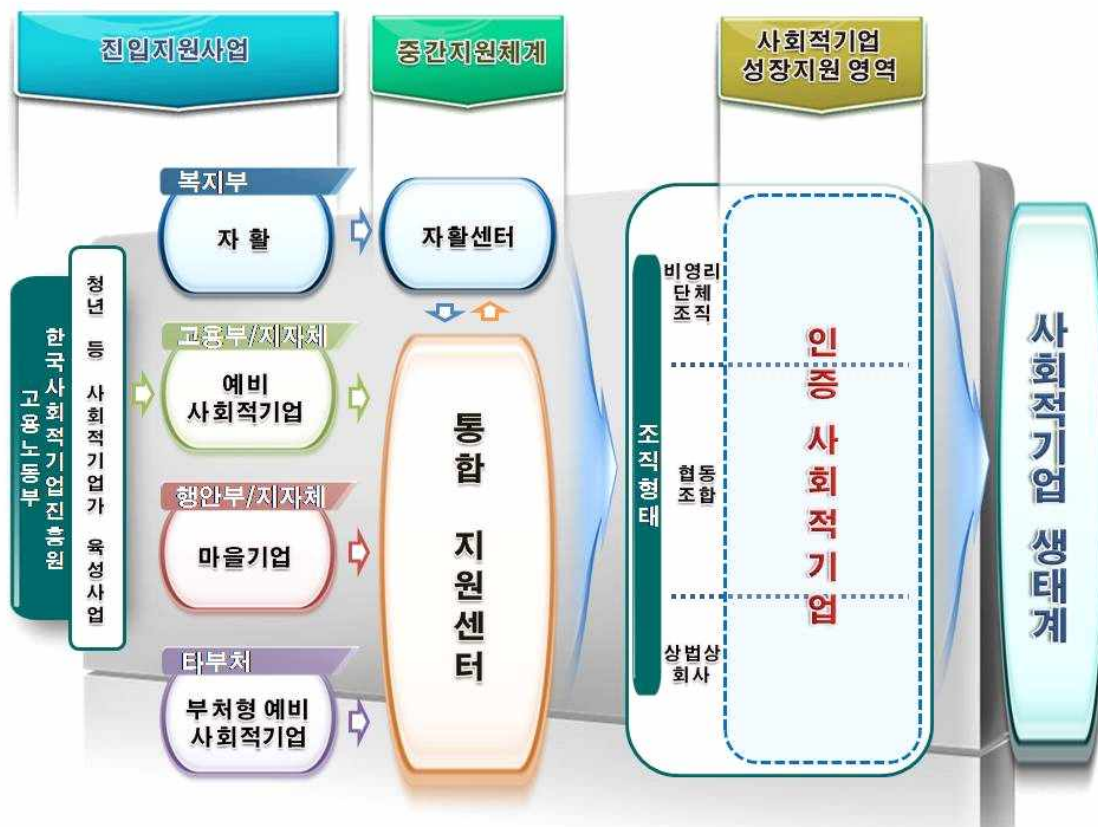 진입지원사업
중간지원체계
사회적기업
성장지원 영역
고용노동부
한국사회적기업진흥원
청년 등 사회적기업가 육성사업
복지부
자 활
자활센터
고용부/지자체
예비
사회적기업
행안부/지자체
마을기업
타부처
부처형 예비
사회적기업
통합 지원센터
조직형태
비영리
단체
조직
협동
조합
상법상
회사
인증 사회적기업
사회적기업 생태계